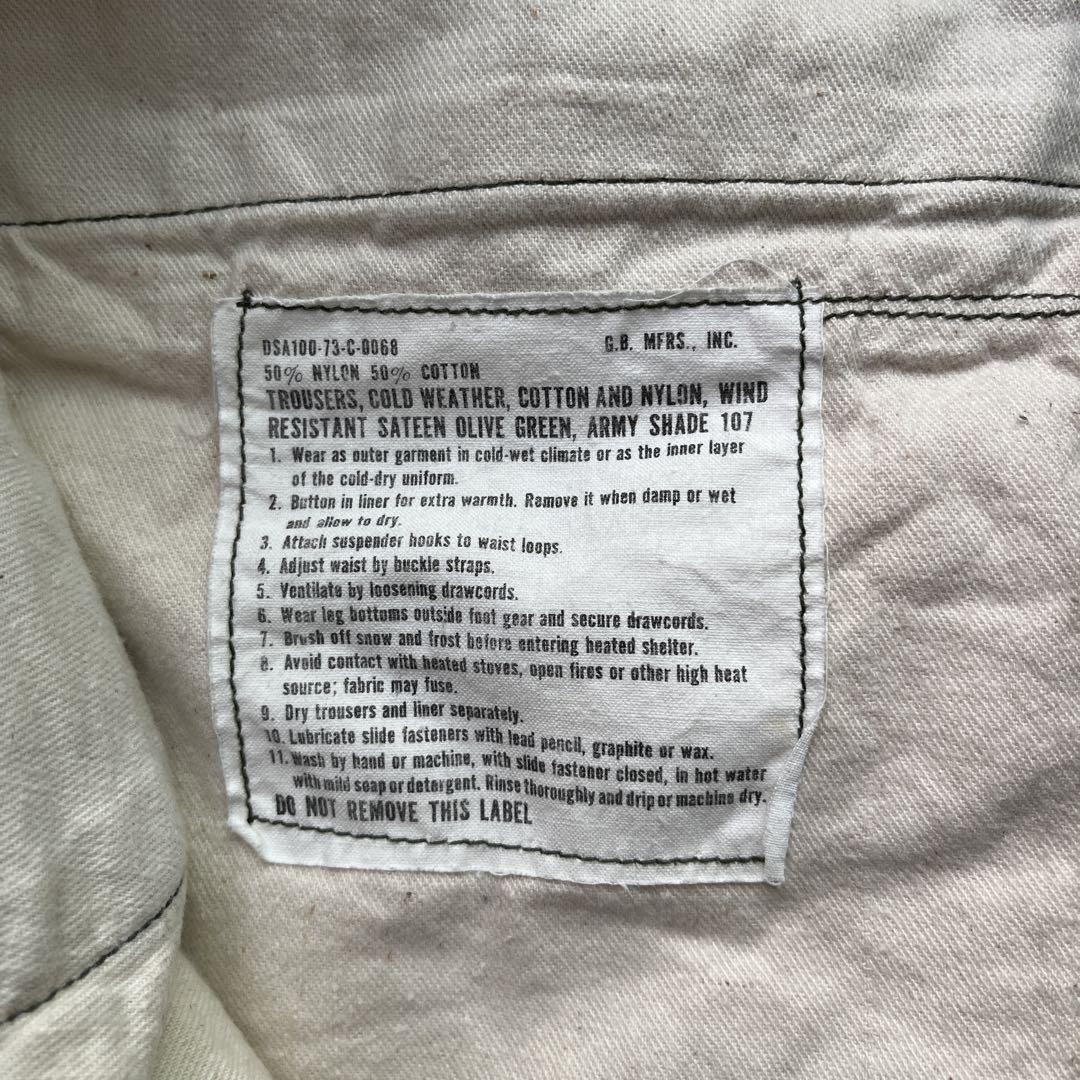 DSA100-73-C-0068 G.B. MFRS., INC.
50% NYLON 50% COTTON
TROUSERS, COLD WEATHER, COTTON AND NYLON, WIND
RESISTANT SATEEN OLIVE GREEN, ARMY SHADE 107
1. Wear as outer garment in cold-wet climate or as the inner layer
of the cold-dry uniform.
2. Button in liner for extra warmth. Remove it when damp or wet
and allow to dry.
3. Attach suspender hooks to waist loops.
4. Adjust waist by buckle straps.
5. Ventilate by loosening drawcords.
6. Wear leg bottoms outside foot gear and secure drawcords.
7. Brush off snow and frost before entering heated shelter.
8. Avoid contact with heated stoves, open fires or other high heat
source; fabric may fuse.
9. Dry trousers and liner separately.
10. Lubricate slide fasteners with lead pencil, graphite or wax.
11. Wash by hand or machine, with slide fastener closed, in hot water
with mild soap or detergent. Rinse thoroughly and drip or machine dry.
DO NOT REMOVE THIS LABEL